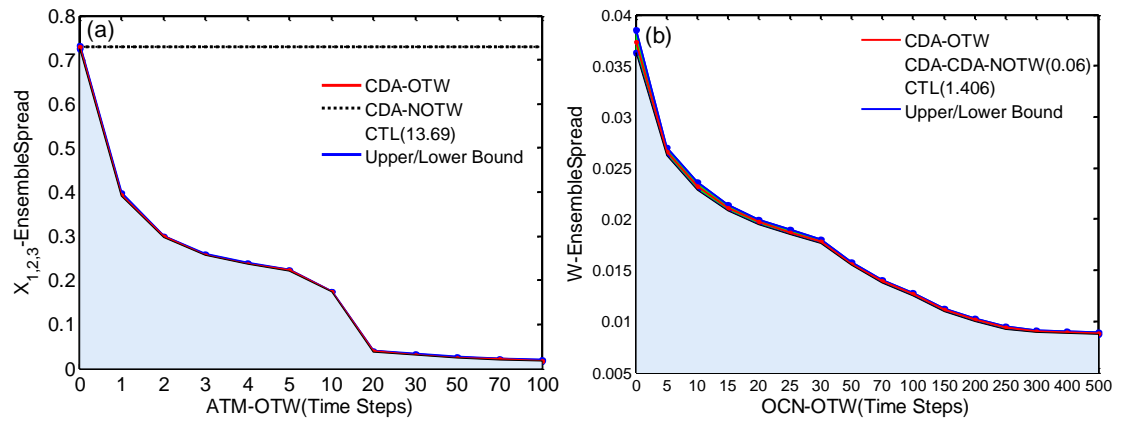 (a)
0.8
0.7
0.6
0.5
0.4
0.3
0.2
0.1
0
X1,2,3-EnsembleSpread
CDA-OTW
CDA-NOTW
CTL(13.69)
Upper/Lower Bound
0 1 2 3 4 5 10 20 30 50 70 100
ATM-OTW(Time Steps)
(b)
0.04
0.035
0.03
0.025
0.02
0.015
0.01
0.005
W-EnsembleSpread
CDA-OTW
CDA-CDA-NOTW(0.06)
CTL(1.406)
Upper/Lower Bound
0 5 10 15 20 25 30 50 70 100 150 200 250 300 400 500
OCN-OTW(Time Steps)